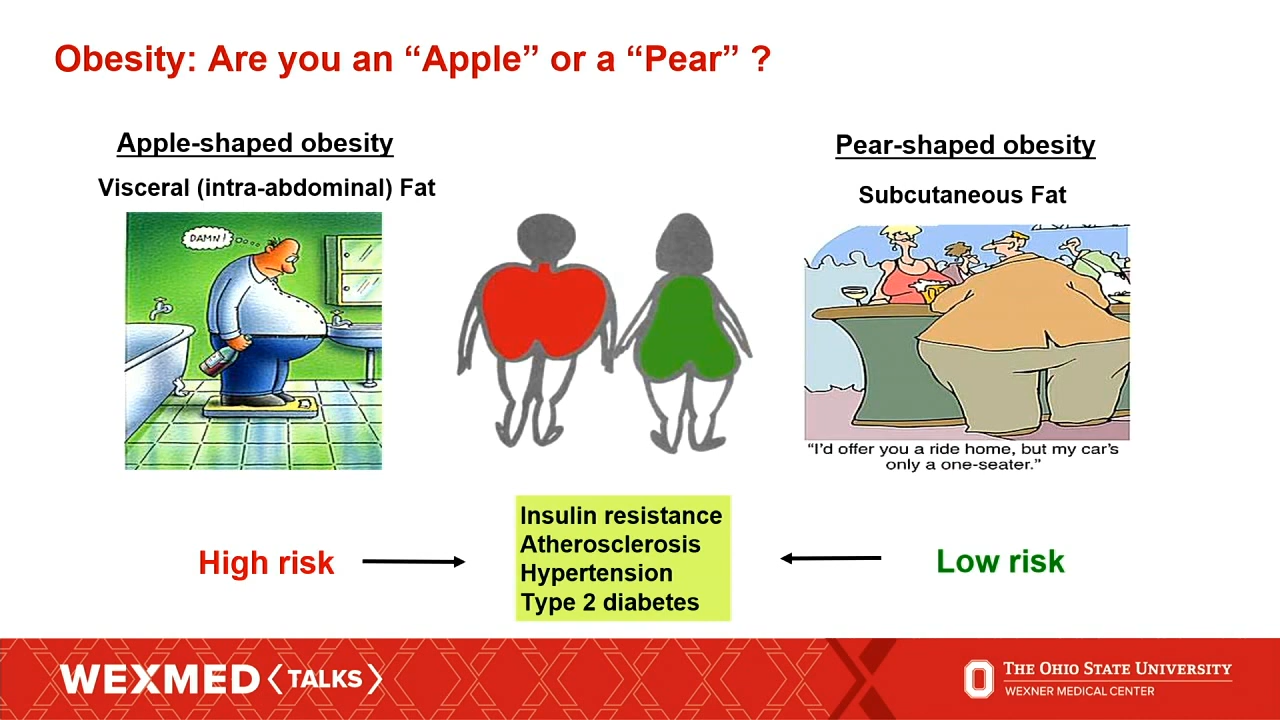 Obesity: Are you an “Apple” or a “Pear” ?
Apple-shaped obesity
Visceral (intra-abdominal) Fat
DAMN!
Pear-shaped obesity
Subcutaneous Fat
“I’d offer you a ride home, but my car’s
only a one-seater.”
High risk
Insulin resistance
Atherosclerosis
Hypertension
Type 2 diabetes
Low risk
WEXMED TALKS
THE OHIO STATE UNIVERSITY
WEXNER MEDICAL CENTER